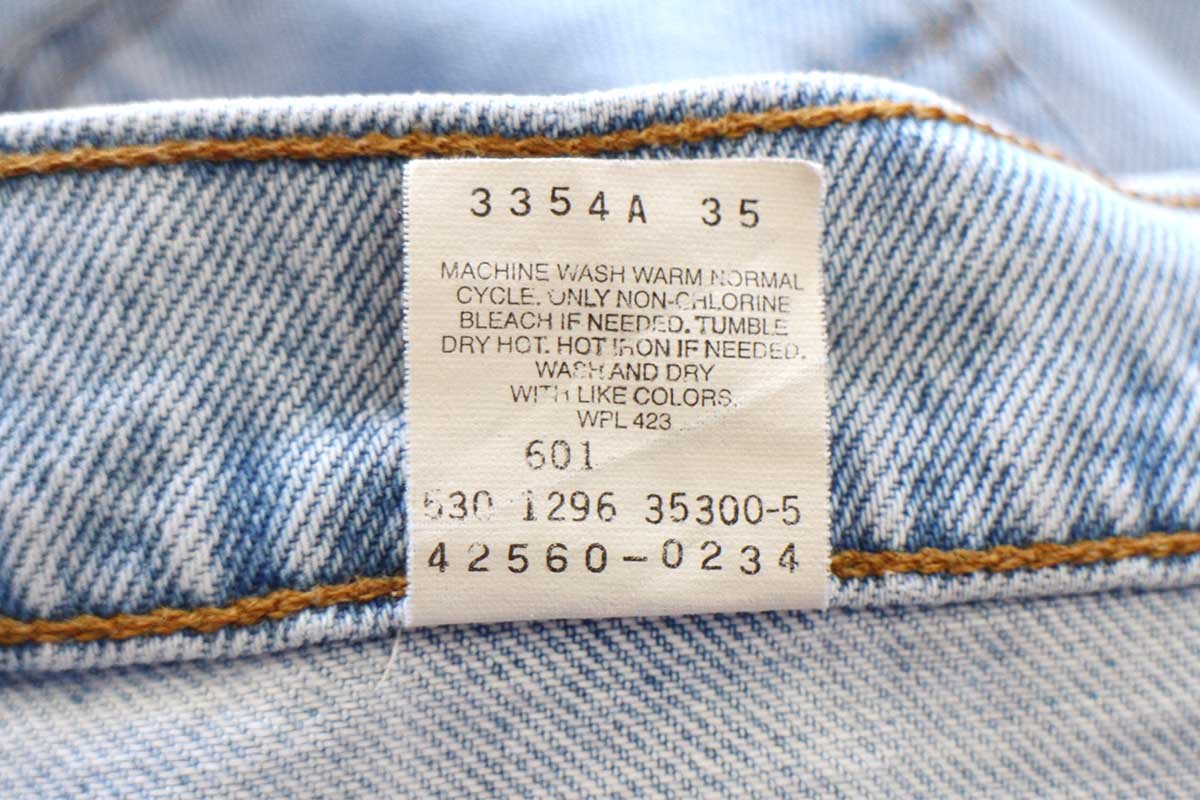 3354A 35
MACHINE WASH WARM NORMAL
CYCLE. ONLY NON-CHLORINE
BLEACH IF NEEDED. TUMBLE
DRY HOT. HOT IRON IF NEEDED.
WASH AND DRY
WITH LIKE COLORS.
WPL 423
601
530 1296 35300-5
42560-0234